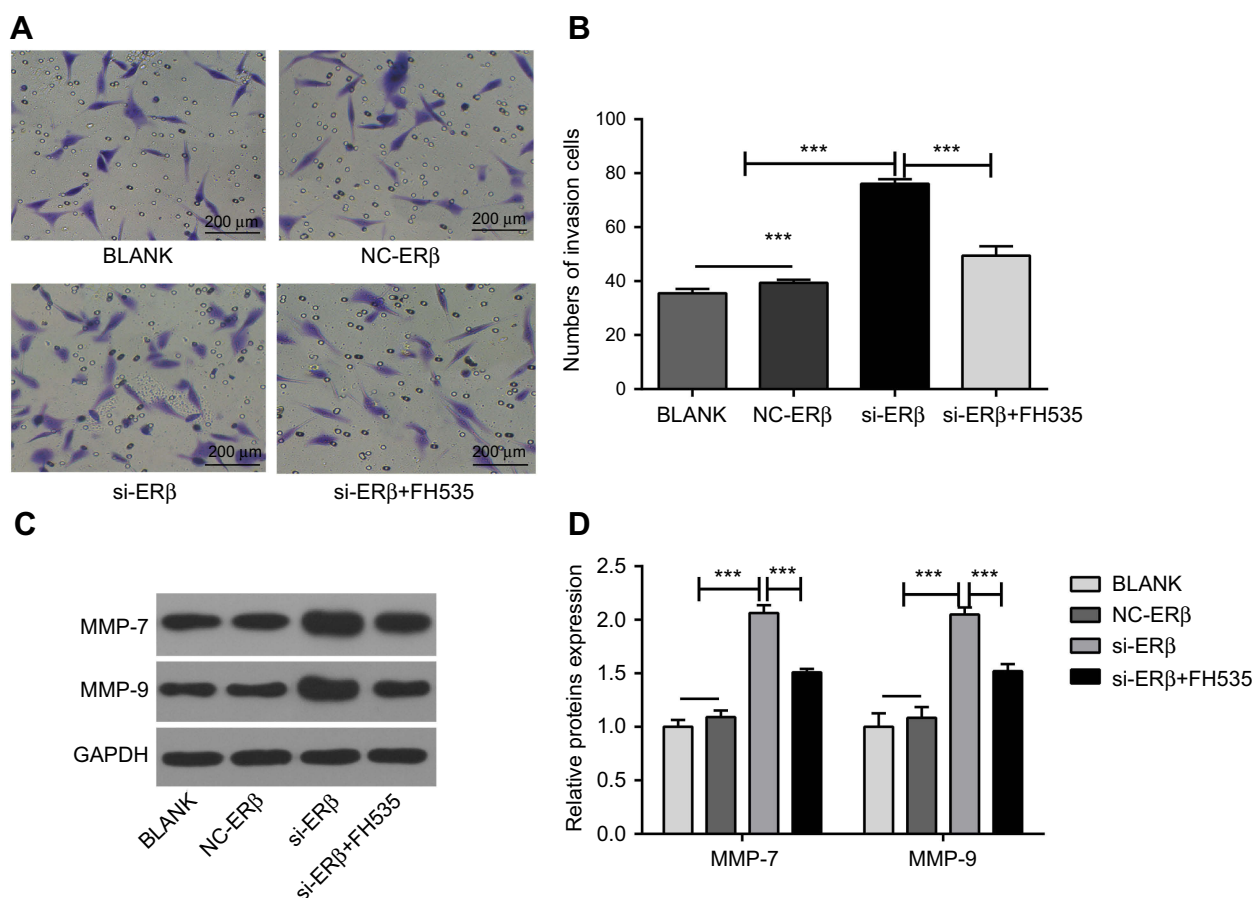 A
200 μm
BLANK
200 μm
NC-ERβ
200 μm
si-ERβ
200 μm
si-ERβ+FH535
B
Numbers of invasion cells
100
80
60
40
20
0
***
***
***
BLANK
NC-ERβ
si-ERβ
si-ERβ+FH535
C
MMP-7
MMP-9
GAPDH
BLANK
NC-ERβ
si-ERβ
si-ERβ+FH535
D
Relative proteins expression
2.5
2.0
1.5
1.0
0.5
0.0
***
***
***
***
MMP-7
MMP-9
BLANK
NC-ERβ
si-ERβ
si-ERβ+FH535